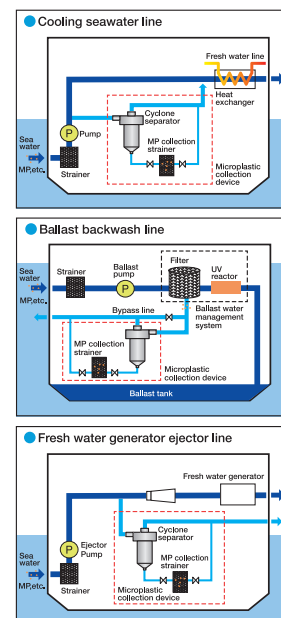 Cooling seawater line
Fresh water line
Heat
exchanger
Cyclone
separator
P
Pump
Sea
water
MP,etc.
Strainer
MP collection
strainer
Microplastic
collection
device
Ballast backwash line
Sea
water
MP,etc.
Strainer
Ballast
pump
P
Filter
UV
reactor
Bypass line
Ballast water
management
system
MP collection
strainer
Microplastic
collection device
Ballast tank
Fresh water generator ejector line
Fresh water generator
P
Ejector
Pump
Cyclone
separator
Sea
water
MP,etc.
Strainer
MP collection
strainer
Microplastic
collection device